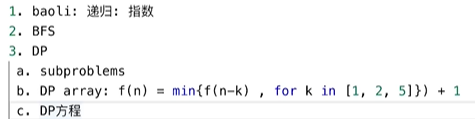 1. baoli: 递归: 指数
2. BFS
3. DP
a. subproblems
b. DP array: f(n) = min{f(n-k) , for k in [1, 2, 5]}) + 1
c. DP方程